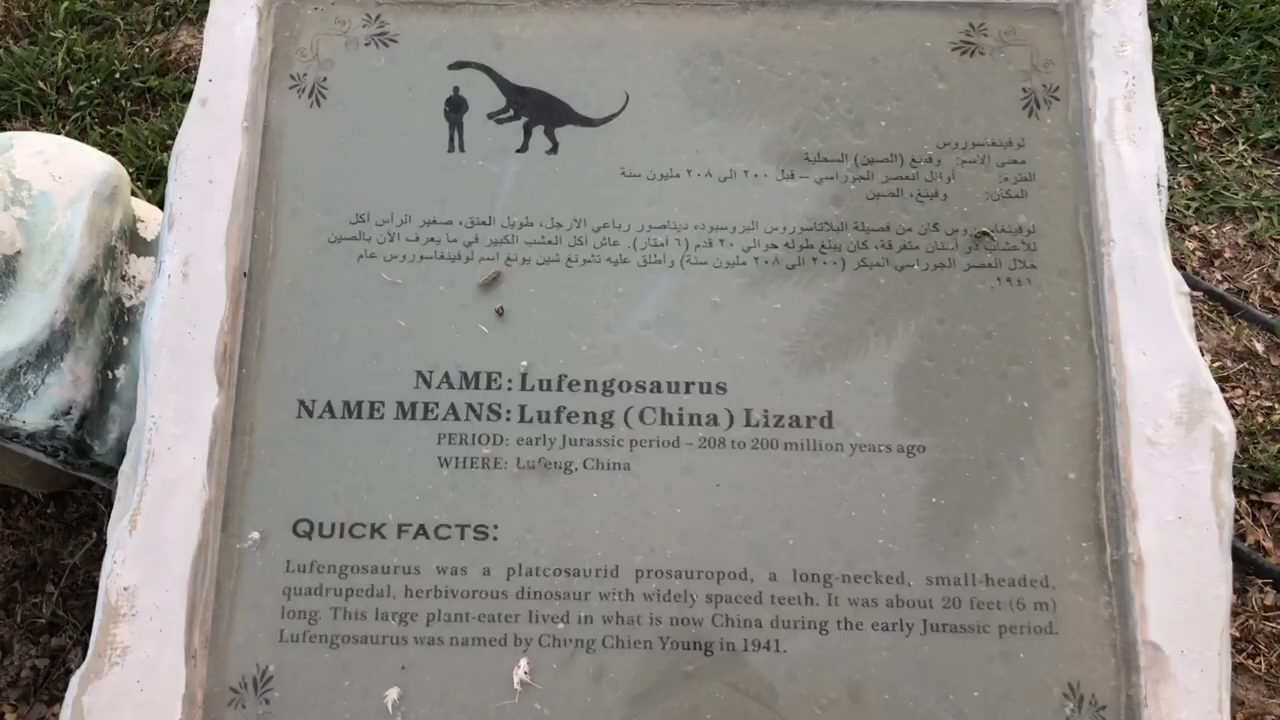 لوفينغاسوروس
معنى الاسم: وفينغ (الصين) السحلية
الفترة: أوائل العصر الجوراسي – قبل ٢٠٠ الى ٢٠٨ مليون سنة
المكان: وفينغ، الصين
كان من فصيلة البلاتاسوروس البروسبود، ديناصور رباعي الارجل، طويل العنق، صغير الرأس أكل
للأعشاب ذو أسنان متفرقة، كان يبلغ طوله حوالي ٢٠ قدم (٦ أمتار). عاش أكل العشب الكبير في ما يعرف الآن بالصين
خلال العصر الجوراسي المبكر (٢٠٠ الى ٢٠٨ مليون سنة) وأطلق عليه تشونغ شين يونغ اسم لوفينغاسوروس عام
١٩٤١.
NAME: Lufengosaurus
NAME MEANS: Lufeng (China) Lizard
PERIOD: early Jurassic period – 208 to 200 million years ago
WHERE: Lufeng, China
QUICK FACTS:
Lufengosaurus was a plateosaurid prosauropod, a long-necked, small-headed,
quadrupedal, herbivorous dinosaur with widely spaced teeth. It was about 20 feet (6 m)
long. This large plant-eater lived in what is now China during the early Jurassic period.
Lufengosaurus was named by Chung Chien Young in 1941.